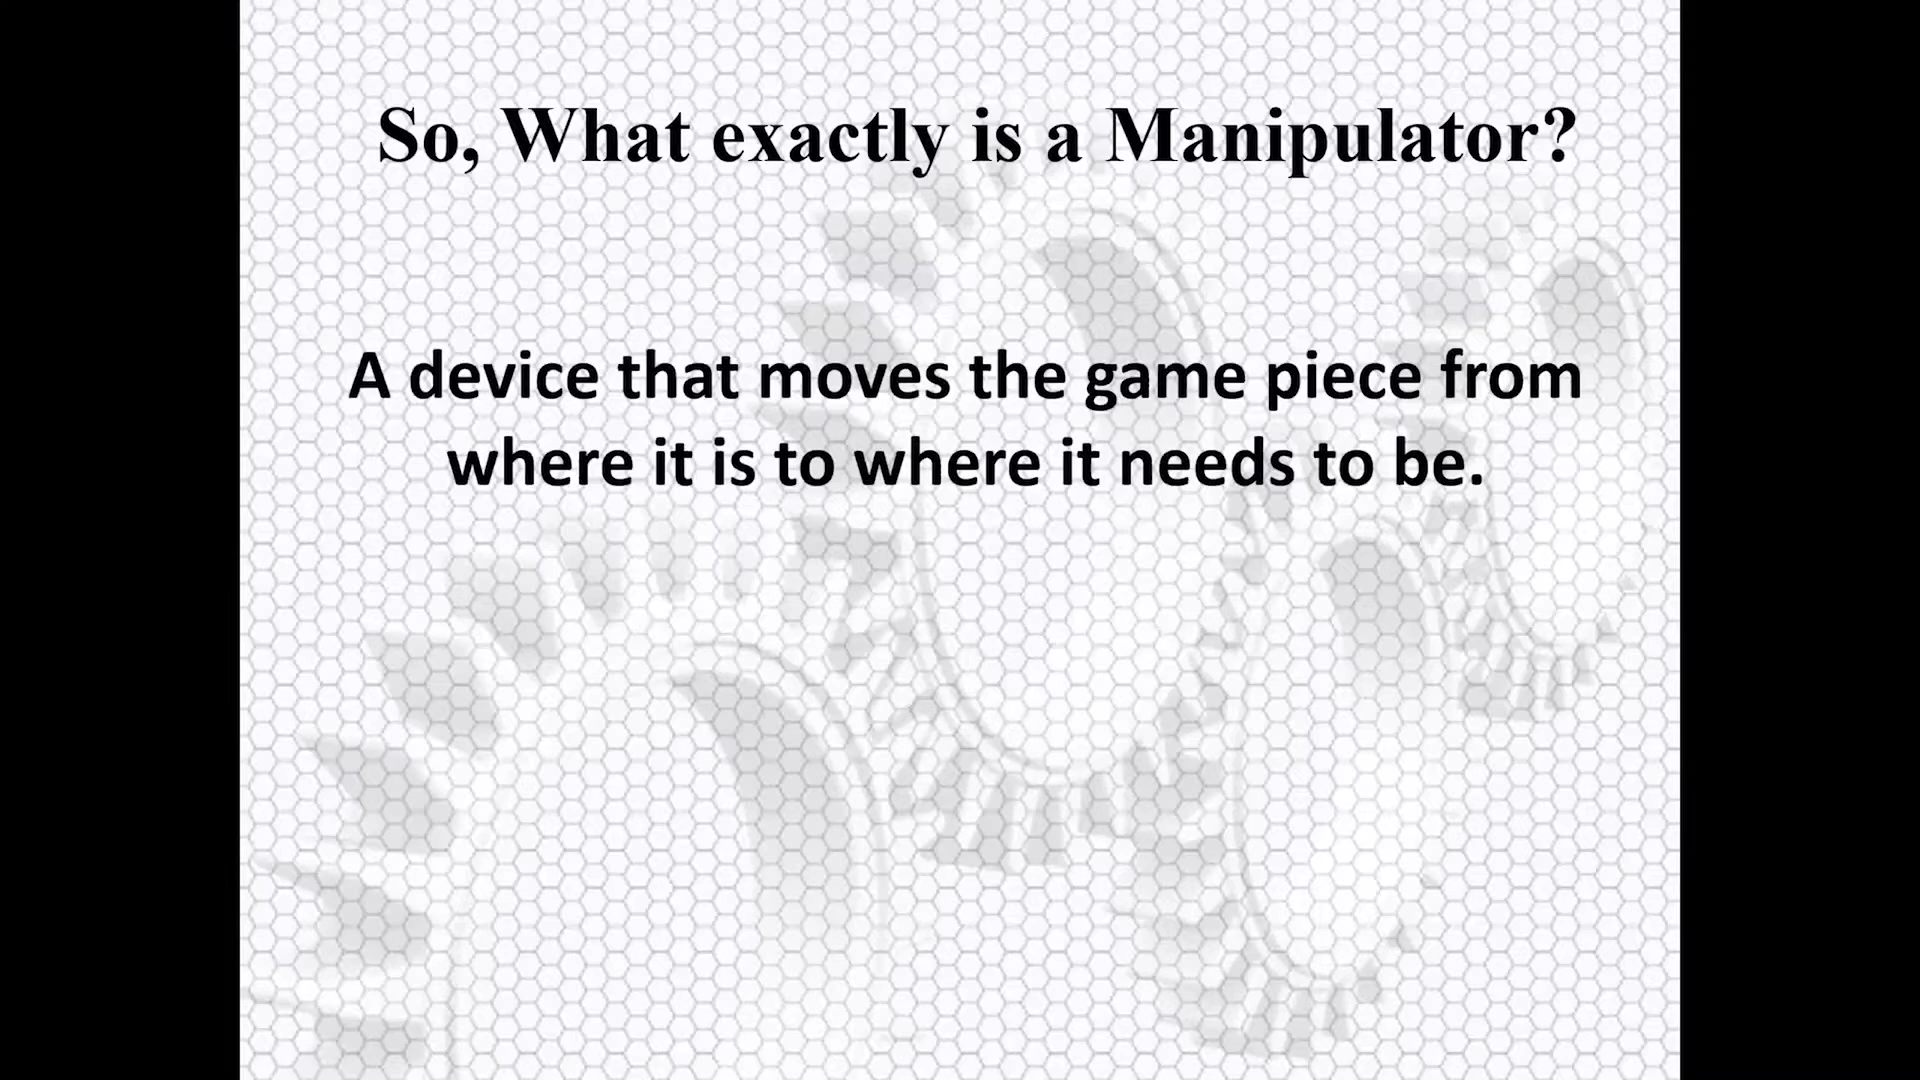 So, What exactly is a Manipulator?
A device that moves the game piece from
where it is to where it needs to be.